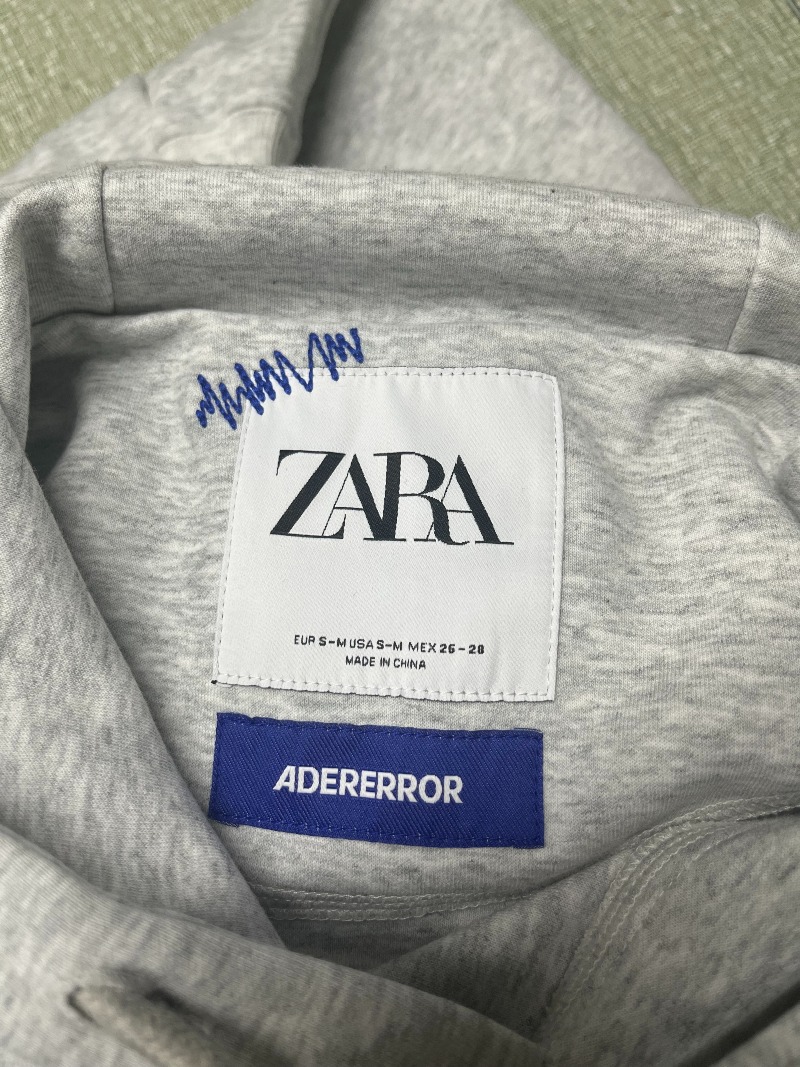 ZARA
EUR S-M USA S-M MEX 26-28
MADE IN CHINA
ADERERROR